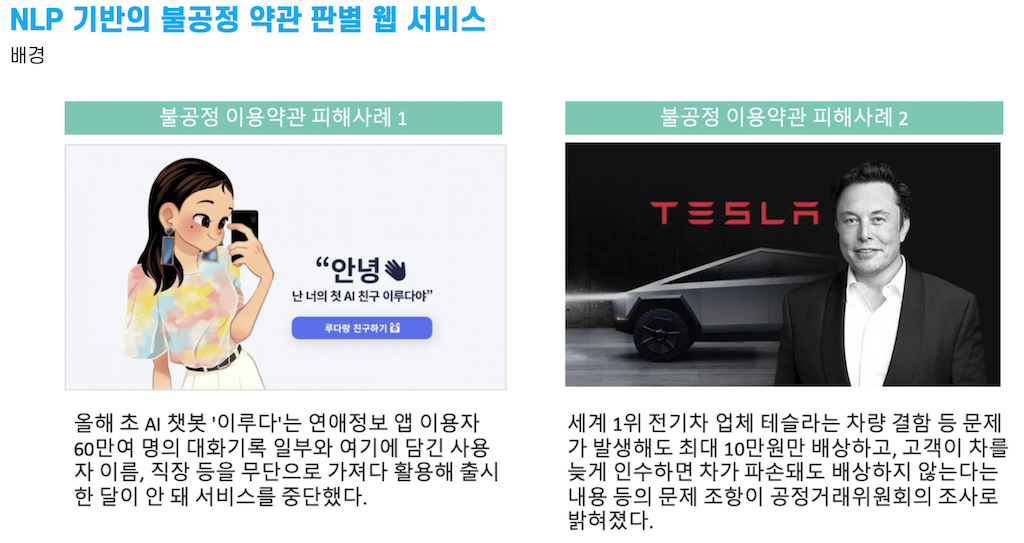 NLP 기반의 불공정 약관 판별 웹 서비스
배경
불공정 이용약관 피해사례 1
“안녕👋
난 너의 첫 AI 친구 이루다야”
루다랑 친구하기
올해 초 AI 챗봇 '이루다'는 연애정보 앱 이용자
60만여 명의 대화기록 일부와 여기에 담긴 사용
자 이름, 직장 등을 무단으로 가져다 활용해 출시
한 달이 안 돼 서비스를 중단했다.
불공정 이용약관 피해사례 2
TESLA
세계 1위 전기차 업체 테슬라는 차량 결함 등 문제
가 발생해도 최대 10만원만 배상하고, 고객이 차를
늦게 인수하면 차가 파손돼도 배상하지 않는다는
내용 등의 문제 조항이 공정거래위원회의 조사로
밝혀졌다.